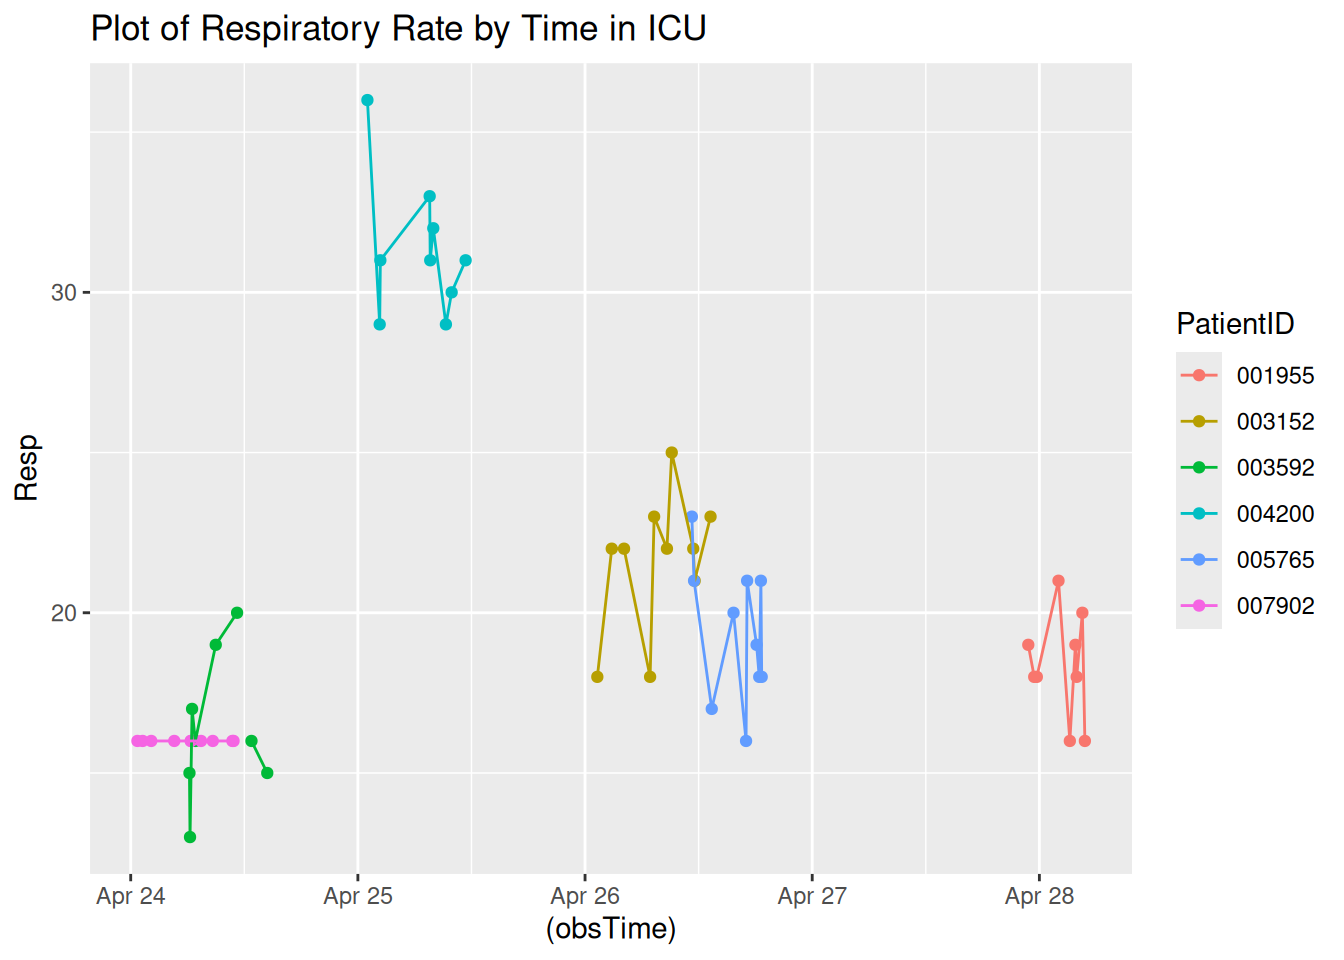 Plot of Respiratory Rate by Time in ICU
Resp
30
20
Apr 24
Apr 25
Apr 26
Apr 27
Apr 28
(obsTime)
PatientID
001955
003152
003592
004200
005765
007902